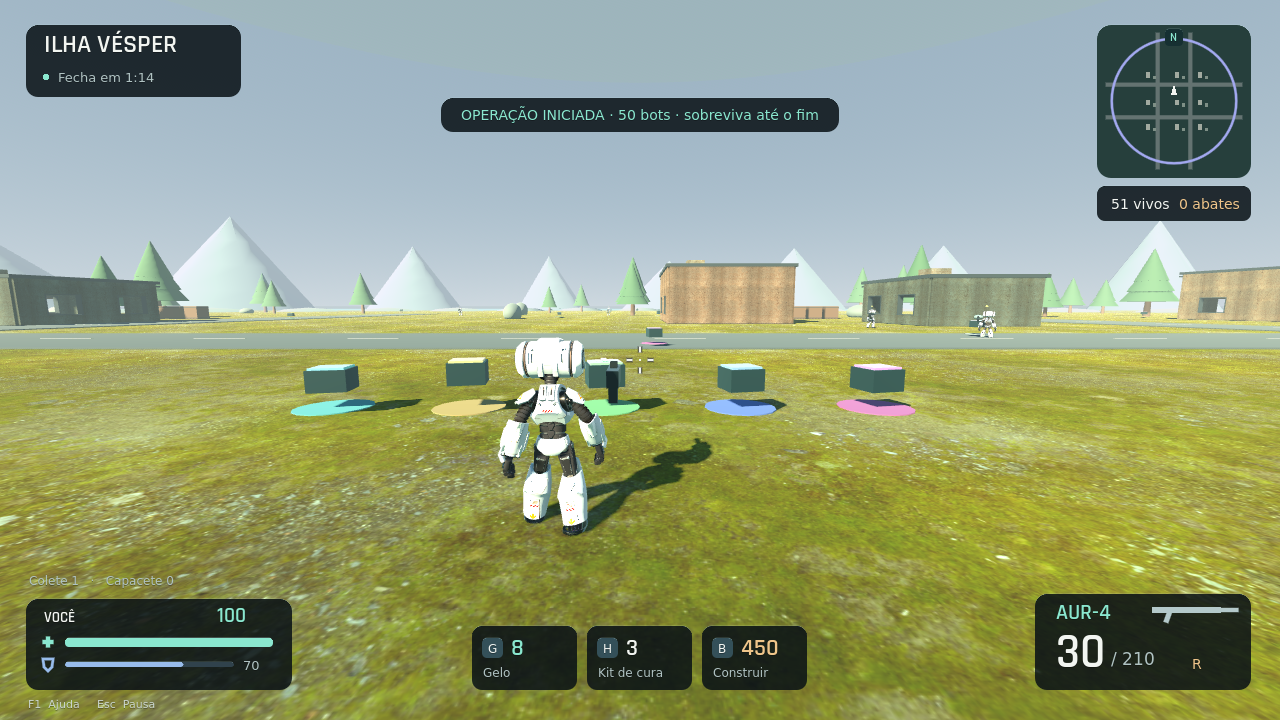 ILHA VÉSPER
Fecha em 1:14
N
OPERAÇÃO INICIADA · 50 bots · sobreviva até o fim
51 vivos 0 abates
Colete 1 · Capacete 0
VOCÊ 100
70
G 8
Gelo
H 3
Kit de cura
B 450
Construir
AUR-4
30 / 210 R
F1 Ajuda Esc Pausa